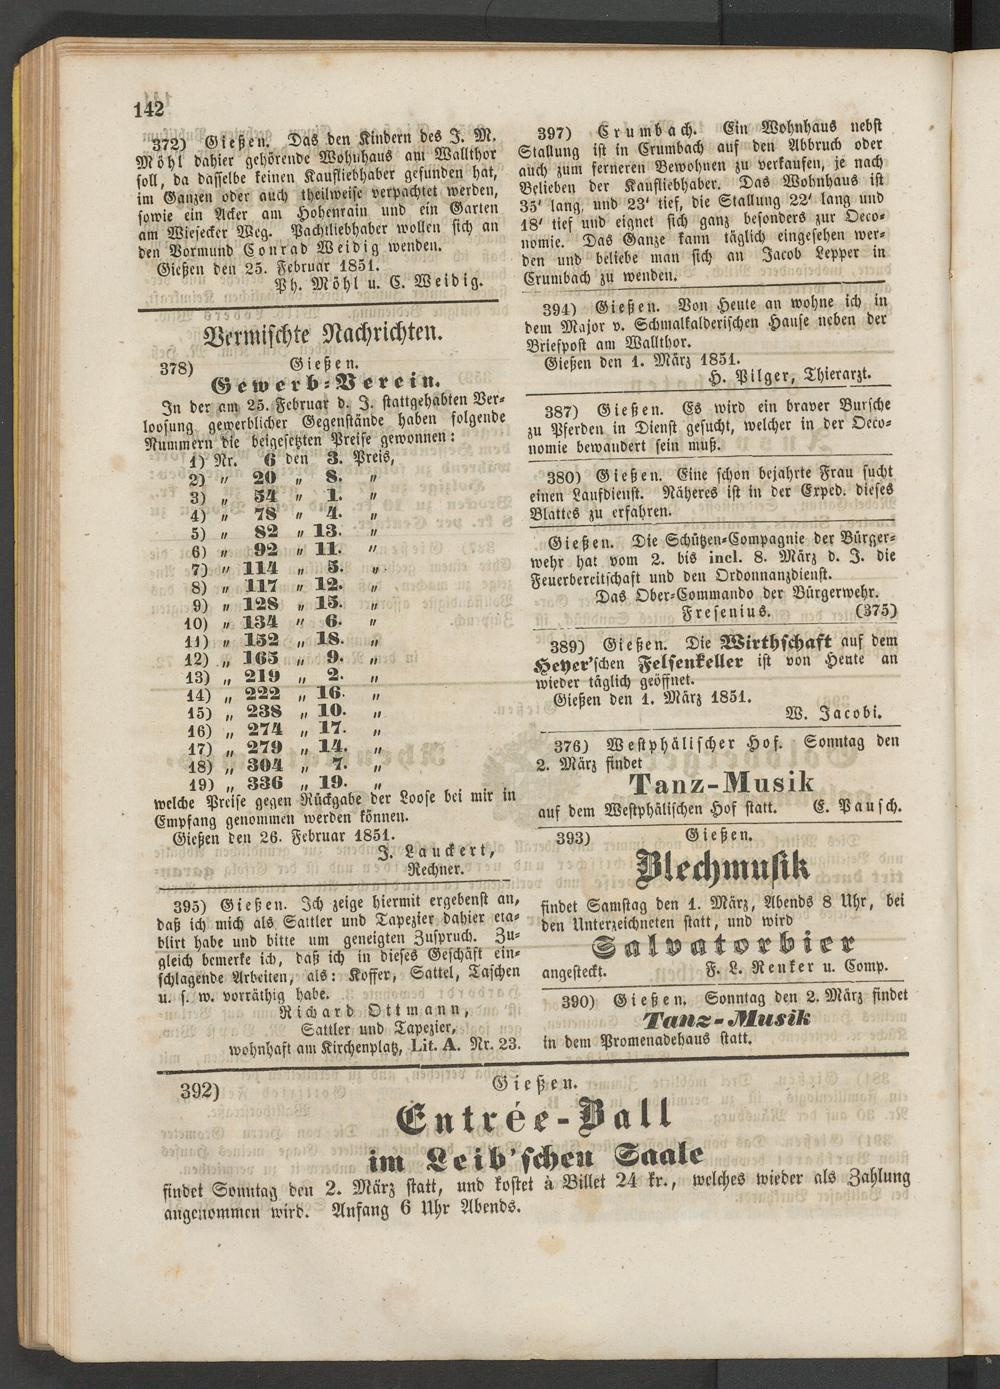 142
372) Gießen. Das den Kindern des J. M.
Möhl dahier gehörende Wohnhaus am Wallthor
soll, da dasselbe keinen Kaufliebhaber gefunden hat,
im Ganzen oder auch theilweise verpachtet werden,
sowie ein Acker am Hohenrain und ein Garten
am Wiesecker Weg. Pachtliebhaber wollen sich an
den Vormund Conrad Weidig wenden.
Gießen den 25. Februar 1851.
Ph. Möhl u. C. Weidig.
Vermischte Nachrichten.
378) Gießen.
Gewerb-Verein.
In der am 25. Februar d. J. stattgehabten Ver-
loosung gewerblicher Gegenstände haben folgende
Nummern die beigesetzten Preise gewonnen:
1) Nr. 6 den 3. Preis,
2) „ 20 „ 8. „
3) „ 54 „ 1. „
4) „ 78 „ 4. „
5) „ 82 „ 13. „
6) „ 92 „ 11. „
7) „ 114 „ 5. „
8) „ 117 „ 12. „
9) „ 128 „ 15. „
10) „ 134 „ 6. „
11) „ 152 „ 18. „
12) „ 165 „ 9. „
13) „ 219 „ 2. „
14) „ 222 „ 16. „
15) „ 238 „ 10. „
16) „ 274 „ 17. „
17) „ 279 „ 14. „
18) „ 304 „ 7. „
19) „ 336 „ 19. „
welche Preise gegen Rückgabe der Loose bei mir in
Empfang genommen werden können.
Gießen den 26. Februar 1851.
J. Lauckert,
Rechner.
395) Gießen. Ich zeige hiermit ergebenst an,
daß ich mich als Sattler und Tapezier dahier eta-
blirt habe und bitte um geneigten Zuspruch. Zu-
gleich bemerke ich, daß ich in dieses Geschäft ein-
schlagende Arbeiten, als: Koffer, Sattel, Taschen
u. s. w. vorräthig habe.
Richard Ottmann,
Sattler und Tapezier,
wohnhaft am Kirchenplatz, Lit. A. Nr. 23.
397) Crumbach. Ein Wohnhaus nebst
Stallung ist in Crumbach auf den Abbruch oder
auch zum ferneren Bewohnen zu verkaufen, je nach
Belieben der Kaufliebhaber. Das Wohnhaus ist
35' lang, und 23' tief, die Stallung 22' lang und
18' tief und eignet sich ganz besonders zur Oeco-
nomie. Das Ganze kann täglich eingesehen wer-
den und beliebe man sich an Jacob Lepper in
Crumbach zu wenden.
394) Gießen. Von Heute an wohne ich in
dem Major v. Schmalkalderischen Hause neben der
Briefpost am Wallthor.
Gießen den 1. März 1851.
H. Pilger, Thierarzt.
387) Gießen. Es wird ein braver Bursche
zu Pferden in Dienst gesucht, welcher in der Oeco-
nomie bewandert sein muß.
380) Gießen. Eine schon bejahrte Frau sucht
einen Laufdienst. Näheres ist in der Exped. dieses
Blattes zu erfahren.
Gießen. Die Schützen-Compagnie der Bürger-
wehr hat vom 2. bis incl. 8. März d. J. die
Feuerbereitschaft und den Ordonnanzdienst.
Das Ober-Commando der Bürgerwehr.
Fresenius. (375)
389) Gießen. Die Wirthschaft auf dem
Heyer'schen Felsenkeller ist von Heute an
wieder täglich geöffnet.
Gießen den 1. März 1851.
W. Jacobi.
376) Westphälischer Hof. Sonntag den
2. März findet
Tanz-Musik
auf dem Westphälischen Hof statt. E. Pausch.
393) Gießen.
Blechmusik
findet Samstag den 1. März, Abends 8 Uhr, bei
den Unterzeichneten statt, und wird
Salvatorbier
angesteckt. F. L. Renker u. Comp.
390) Gießen. Sonntag den 2. März findet
Tanz-Musik
in dem Promenadehaus statt.
392) Gießen.
Entrée-Ball
im Leib'schen Saale
findet Sonntag den 2. März statt, und kostet à Billet 24 kr., welches wieder als Zahlung
angenommen wird. Anfang 6 Uhr Abends.